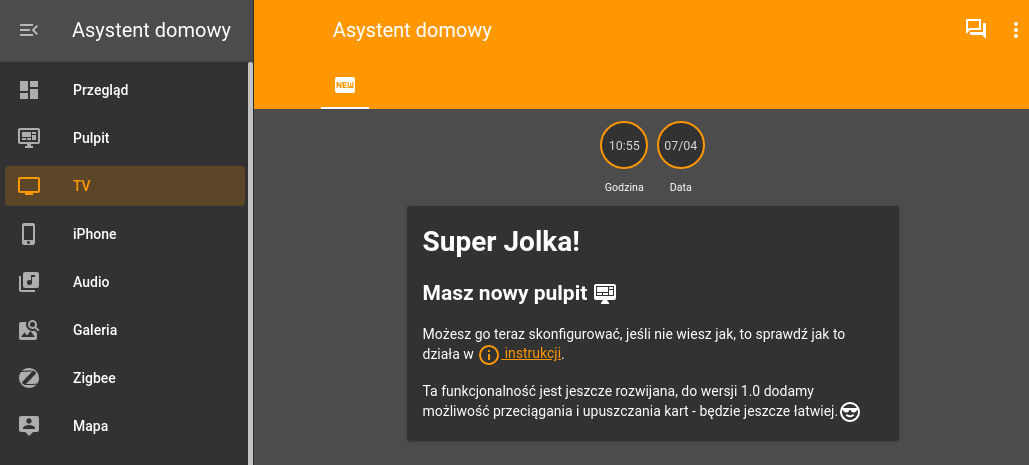 Asystent domowy
Przegląd
Pulpit
TV
iPhone
Audio
Galeria
Zigbee
Mapa
Asystent domowy
NEW
10:55
07/04
Godzina
Data
Super Jolka!
Masz nowy pulpit
Możesz go teraz skonfigurować, jeśli nie wiesz jak, to sprawdź jak to
działa w instrukcji.
Ta funkcjonalność jest jeszcze rozwijana, do wersji 1.0 dodamy
możliwość przeciągania i upuszczania kart - będzie jeszcze łatwiej.